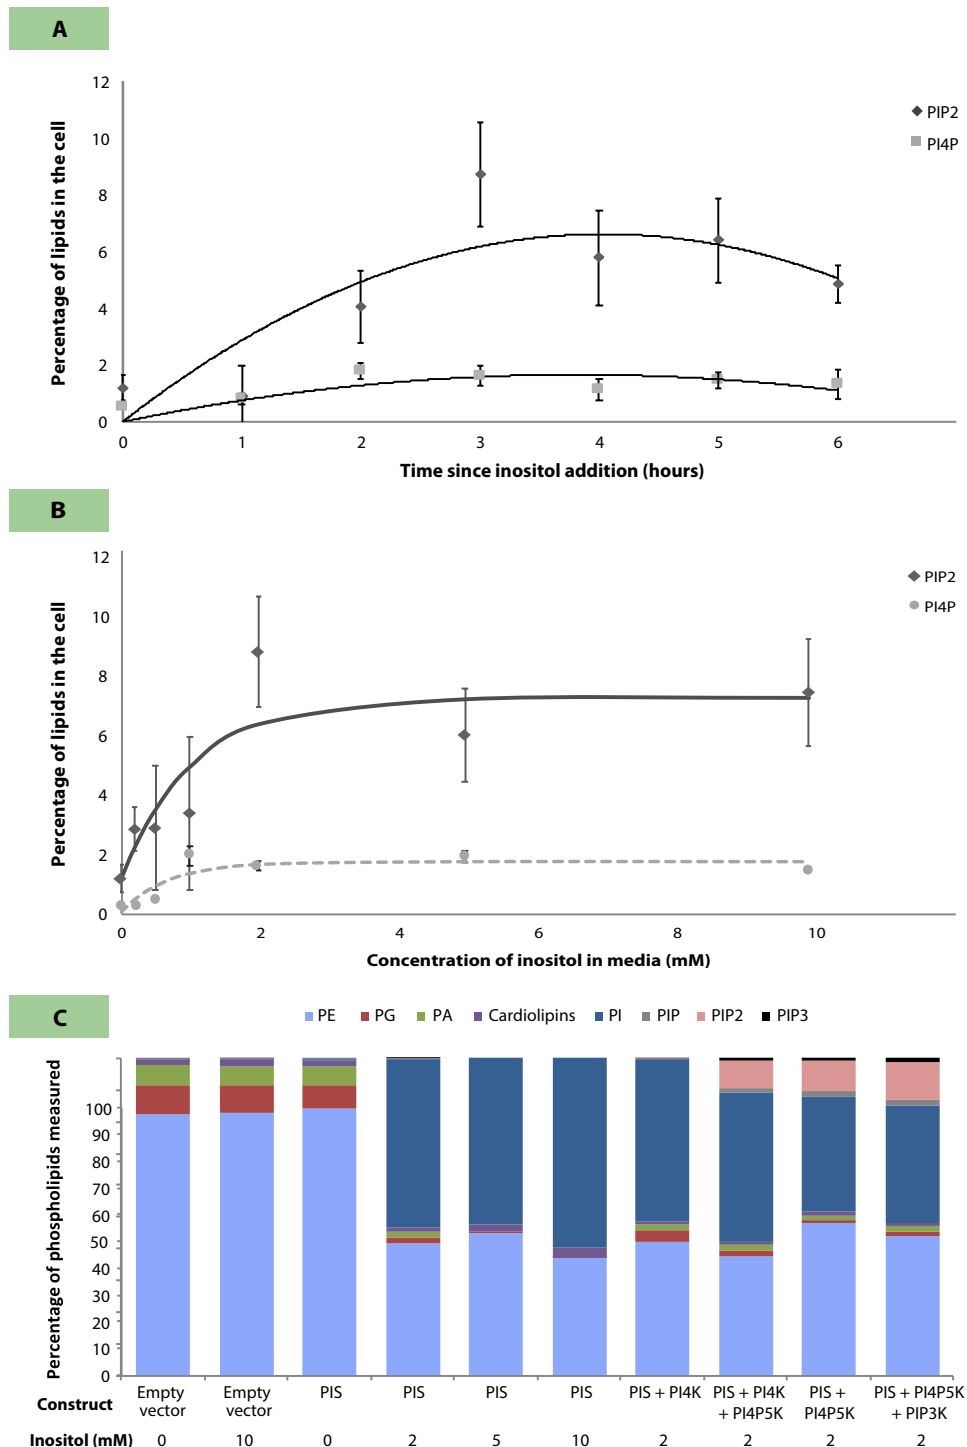 A
Percentage of lipids in the cell
12
10
8
6
4
2
0
PIP2
PI4P
0 1 2 3 4 5 6
Time since inositol addition (hours)
B
Percentage of lipids in the cell
12
10
8
6
4
2
0
PIP2
PI4P
0 2 4 6 8 10
Concentration of inositol in media (mM)
C
PE PG PA Cardiolipins PI PIP PIP2 PIP3
Percentage of phospholipids measured
100
90
80
70
60
50
40
30
20
10
0
Construct
Empty
vector
Empty
vector
PIS
PIS
PIS
PIS
PIS + PI4K
PIS + PI4K
+ PI4P5K
PIS +
PI4P5K
PIS + PI4P5K
+ PIP3K
Inositol (mM) 0 10 0 2 5 10 2 2 2 2